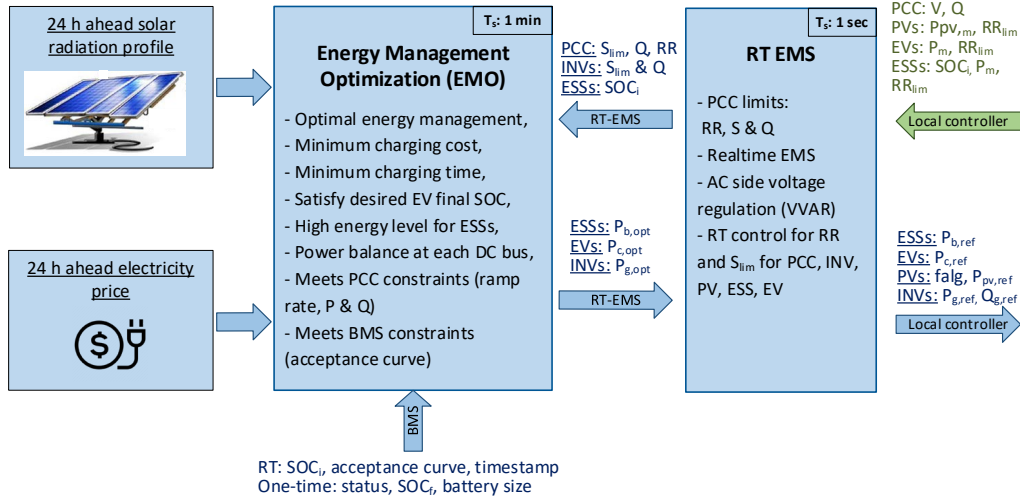 24 h ahead solar
radiation profile
24 h ahead electricity
price
$
Ts: 1 min
Energy Management
Optimization (EMO)
- Optimal energy management,
- Minimum charging cost,
- Minimum charging time,
- Satisfy desired EV final SOC,
- High energy level for ESSs,
- Power balance at each DC bus,
- Meets PCC constraints (ramp
rate, P & Q)
- Meets BMS constraints
(acceptance curve)
BMS
RT: SOCi, acceptance curve, timestamp
One-time: status, SOCf, battery size
PCC: Slim, Q, RR
INVs: Slim & Q
ESSs: SOCi
RT-EMS
ESSs: Pb,opt
EVs: Pc,opt
INVs: Pg,opt
RT-EMS
Ts: 1 sec
RT EMS
- PCC limits:
RR, S & Q
- Realtime EMS
- AC side voltage
regulation (VVAR)
- RT control for RR
and Slim for PCC, INV,
PV, ESS, EV
PCC: V, Q
PVs: Ppv,m, RRlim
EVs: Pm, RRlim
ESSs: SOCi, Pm,
RRlim
Local controller
ESSs: Pb,ref
EVs: Pc,ref
PVs: falg, Ppv,ref
INVs: Pg,ref, Qg,ref
Local controller